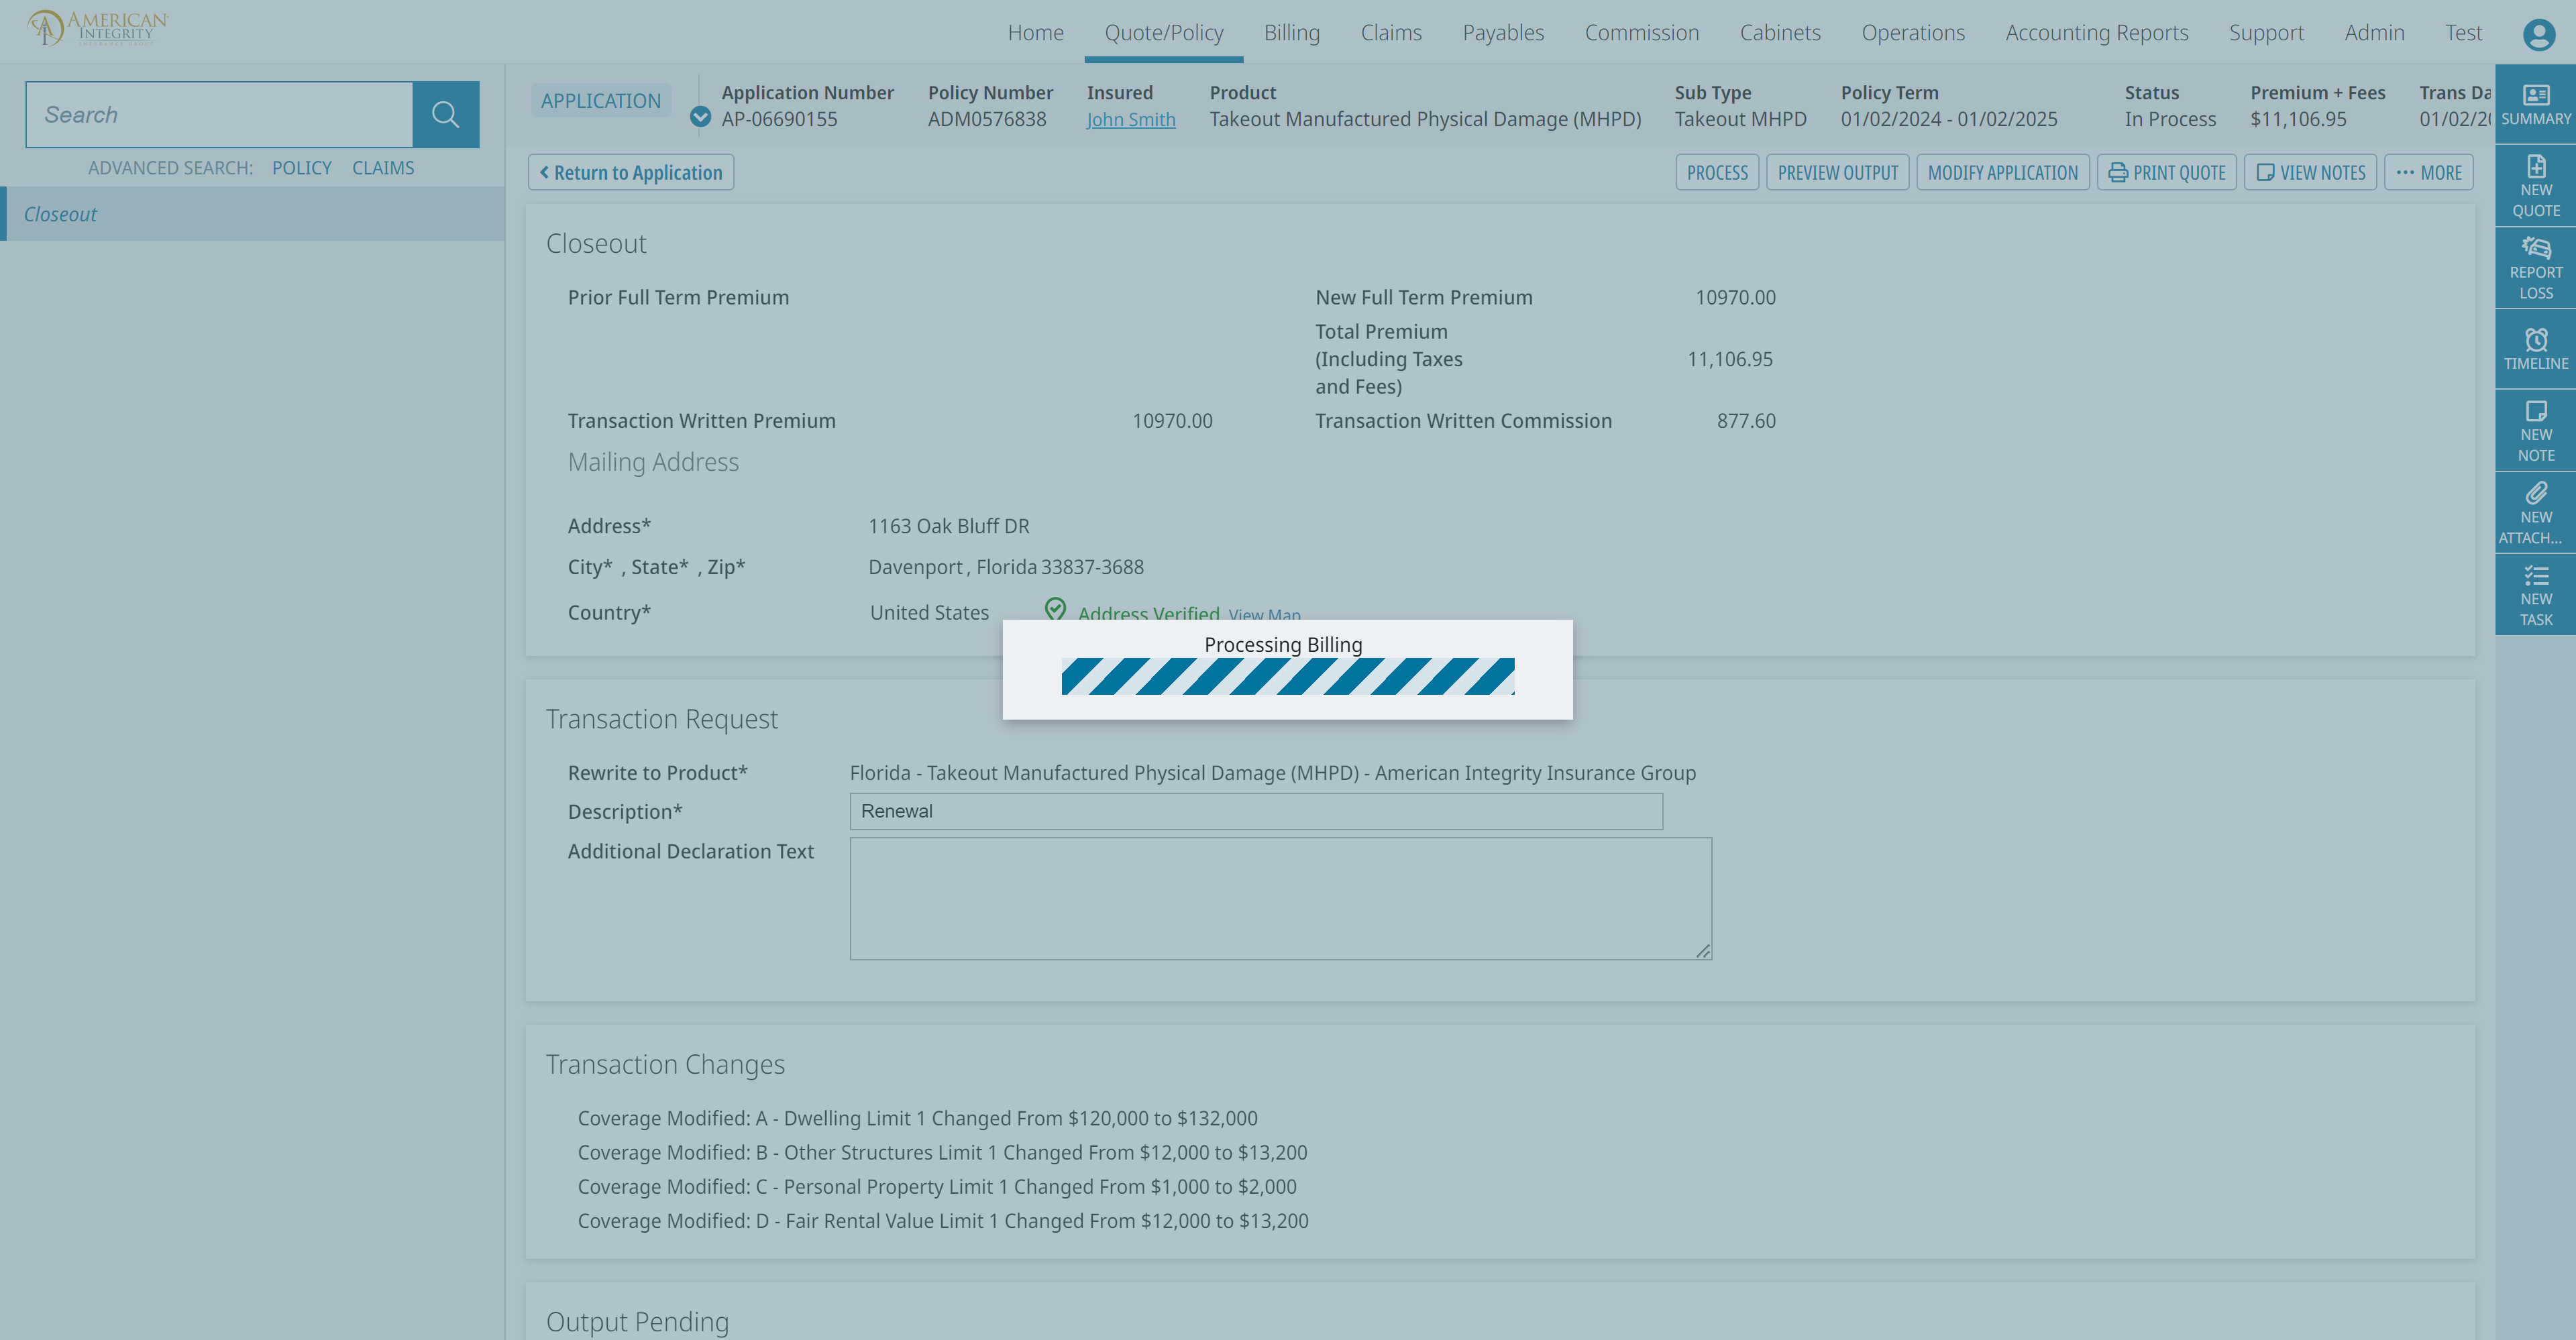 AMERICAN
INTEGRITY
Home Quote/Policy Billing Claims Payables Commission Cabinets Operations Accounting Reports Support Admin Test
Search
ADVANCED SEARCH: POLICY CLAIMS
Closeout
APPLICATION
Application Number Policy Number Insured Product Sub Type Policy Term Status Premium + Fees Trans Da
AP-06690155 ADM0576838 John Smith Takeout Manufactured Physical Damage (MHPD) Takeout MHPD 01/02/2024 - 01/02/2025 In Process $11,106.95 01/02/20
Return to Application PROCESS PREVIEW OUTPUT MODIFY APPLICATION PRINT QUOTE VIEW NOTES ... MORE
Closeout
Prior Full Term Premium New Full Term Premium 10970.00
Total Premium
(Including Taxes 11,106.95
and Fees)
Transaction Written Premium 10970.00 Transaction Written Commission 877.60
Mailing Address
Address* 1163 Oak Bluff DR
City* , State* , Zip* Davenport , Florida 33837-3688
Country* United States Address Verified View Map
Processing Billing
Transaction Request
Rewrite to Product* Florida - Takeout Manufactured Physical Damage (MHPD) - American Integrity Insurance Group
Description* Renewal
Additional Declaration Text
Transaction Changes
Coverage Modified: A - Dwelling Limit 1 Changed From $120,000 to $132,000
Coverage Modified: B - Other Structures Limit 1 Changed From $12,000 to $13,200
Coverage Modified: C - Personal Property Limit 1 Changed From $1,000 to $2,000
Coverage Modified: D - Fair Rental Value Limit 1 Changed From $12,000 to $13,200
Output Pending
SUMMARY
NEW
QUOTE
REPORT
LOSS
TIMELINE
NEW
NOTE
NEW
ATTACH...
NEW
TASK